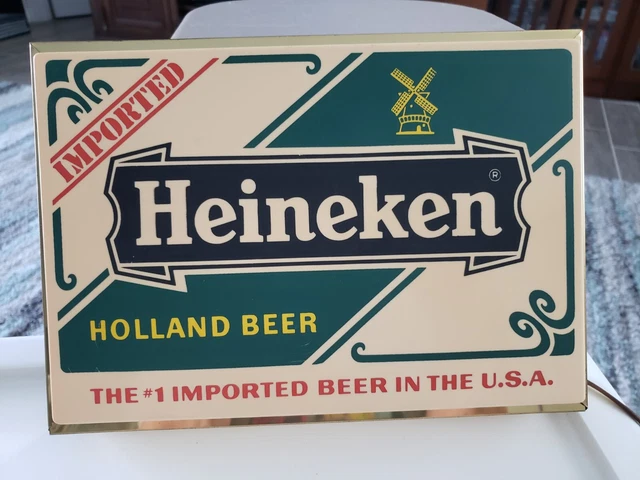 IMPORTED
Heineken ®
HOLLAND BEER
THE #1 IMPORTED BEER IN THE U.S.A.